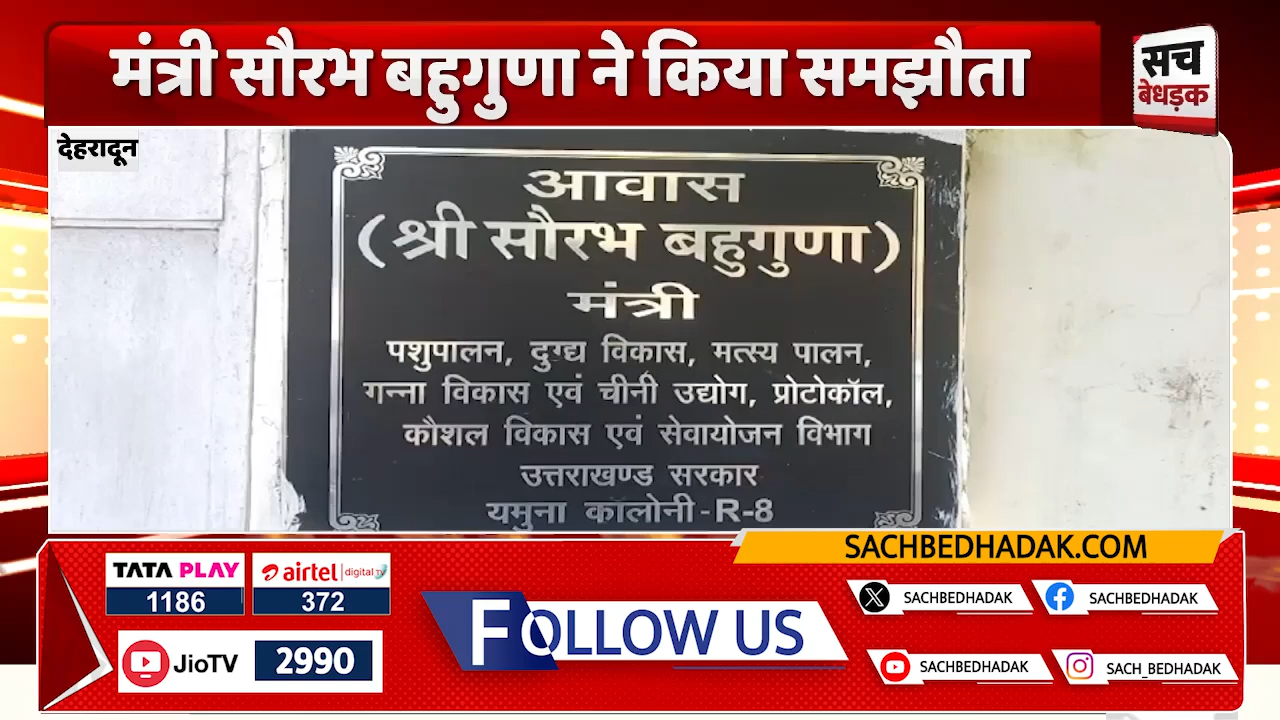 मंत्री सौरभ बहुगुणा ने किया समझौता
सच
बेधड़क
देहरादून
आवास
(श्री सौरभ बहुगुणा)
मंत्री
पशुपालन, दुग्ध विकास, मत्स्य पालन,
गन्ना विकास एवं चीनी उद्योग, प्रोटोकॉल,
कौशल विकास एवं सेवायोजन विभाग
उत्तराखण्ड सरकार
यमुना कॉलोनी-R-8
SACHBEDHADAK.COM
TATA PLAY
1186
airtel digital TV
372
JioTV
2990
FOLLOW US
SACHBEDHADAK
SACHBEDHADAK
SACHBEDHADAK
SACH_BEDHADAK